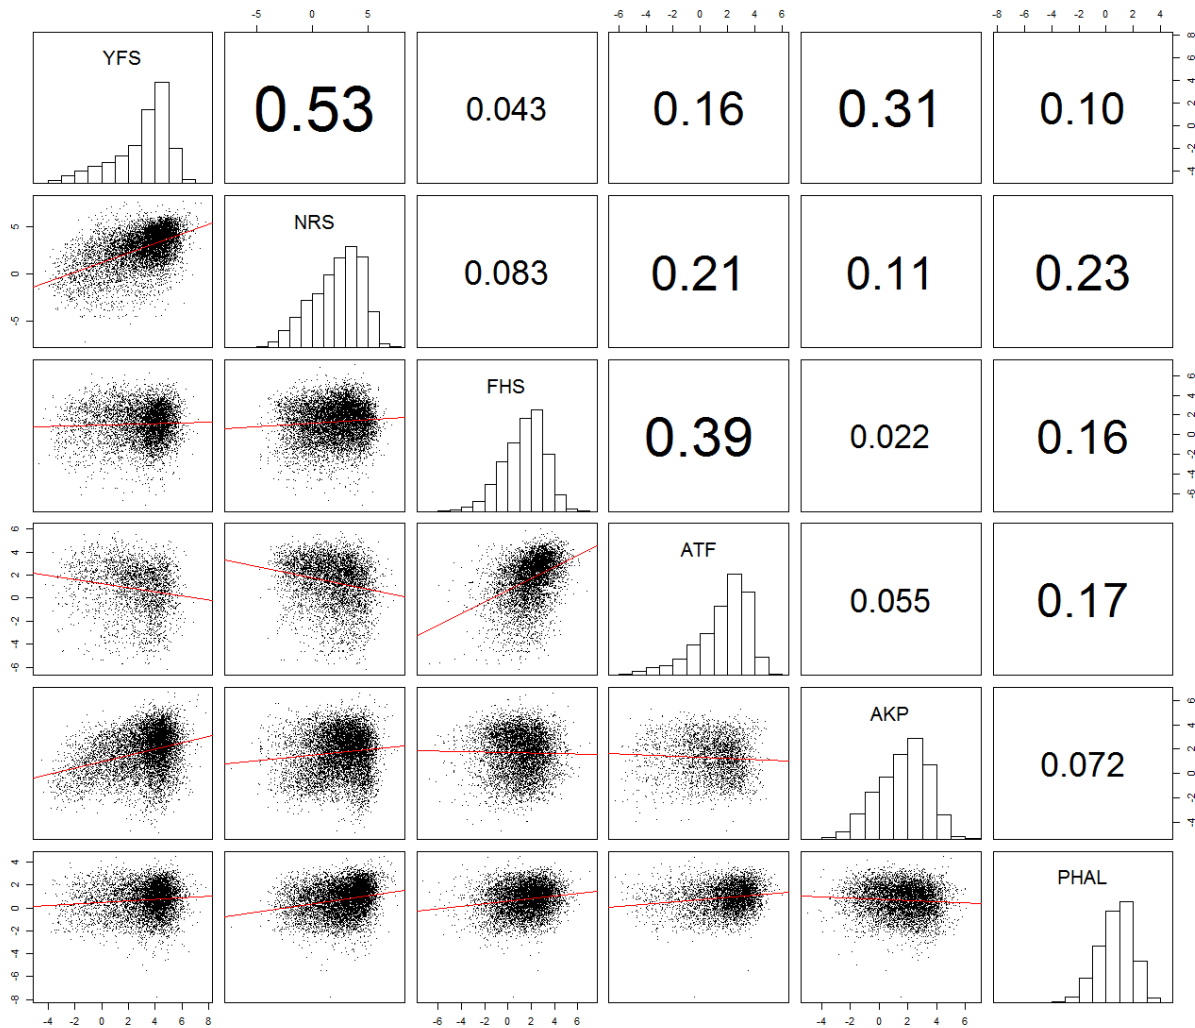 -5 0 5 -6 -4 -2 0 2 4 6 -8 -6 -4 -2 0 2 4
YFS 0.53 0.043 0.16 0.31 0.10
8 6 4 2 0 -2 -4
5 0 -5
NRS 0.083 0.21 0.11 0.23
FHS 0.39 0.022 0.16
6 4 2 0 -2 -4 -6
6 4 2 0 -2 -4 -6
ATF 0.055 0.17
AKP 0.072
6 4 2 0 -2 -4
4 2 0 -2 -4 -6 -8
PHAL
-4 -2 0 2 4 6 8 -6 -4 -2 0 2 4 6 -4 -2 0 2 4 6